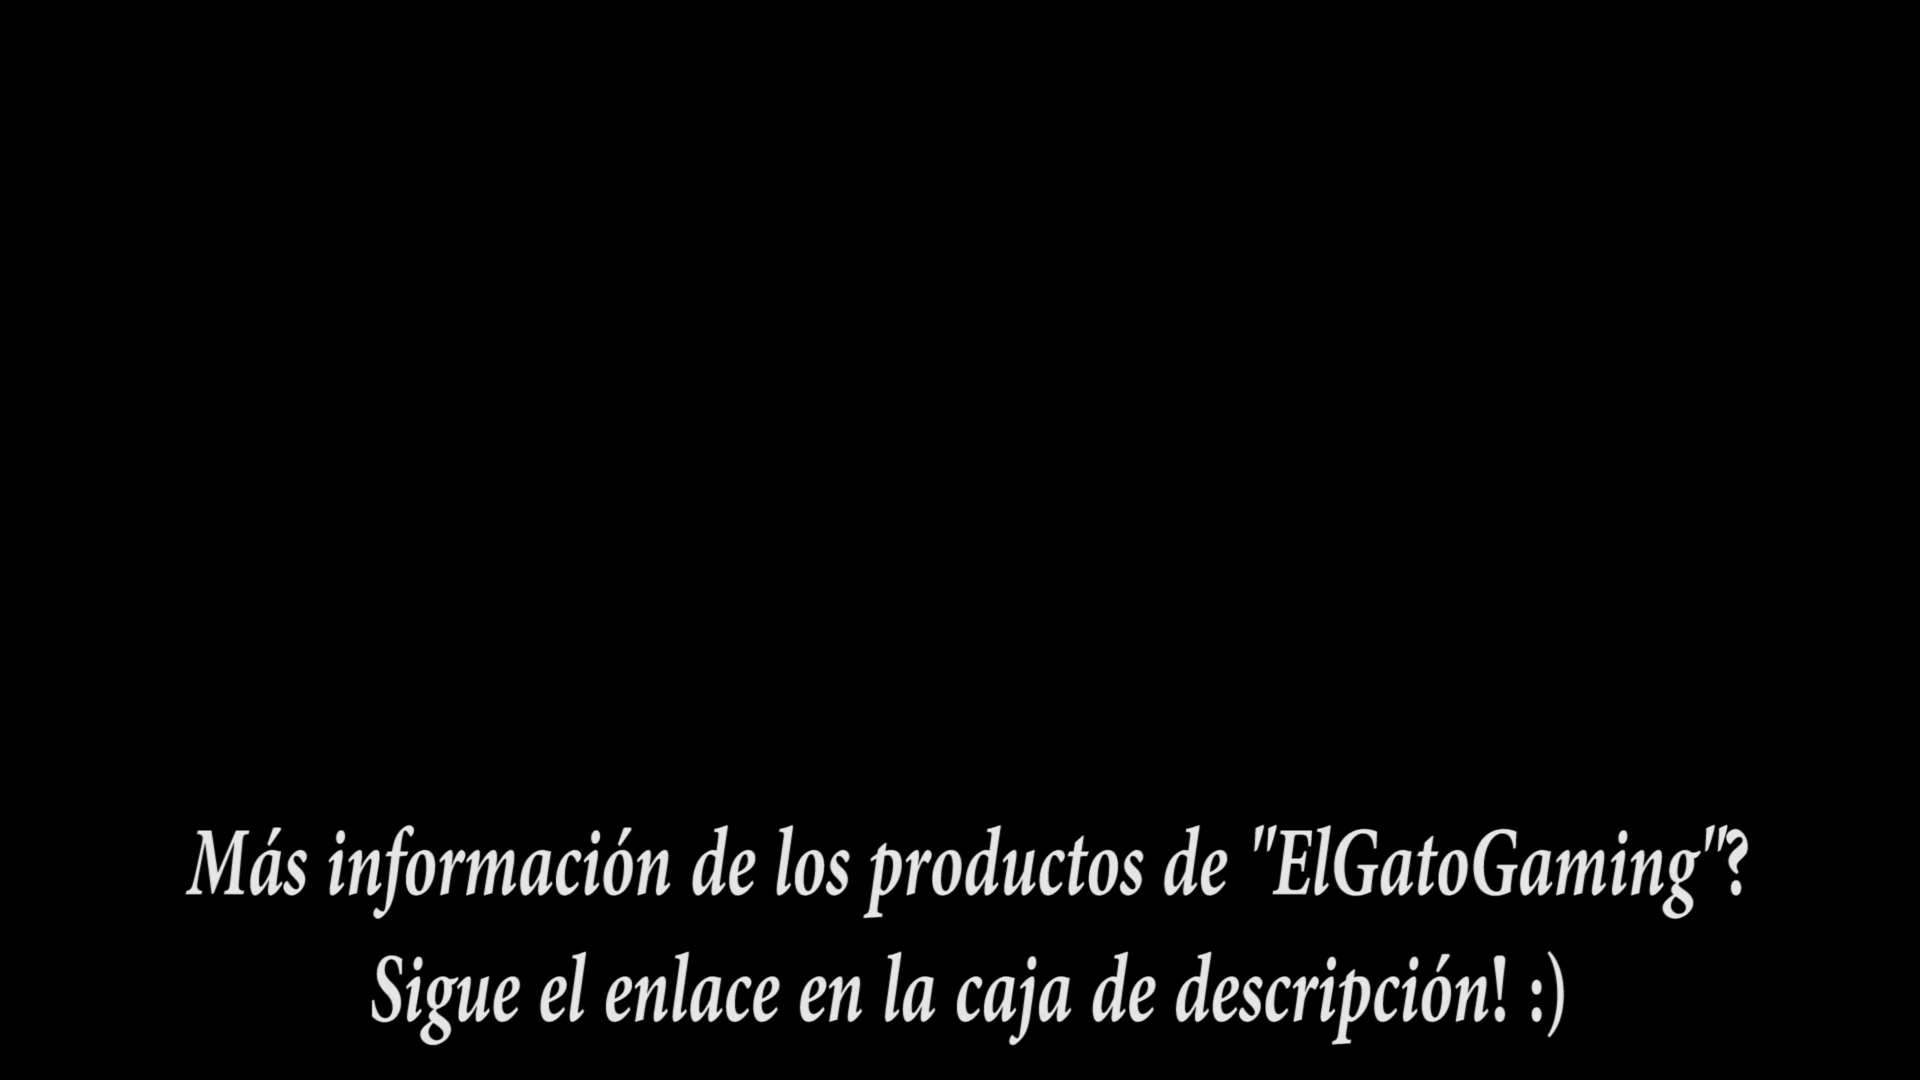 Más información de los productos de "ElGatoGaming"?
Sigue el enlace en la caja de descripción! :)